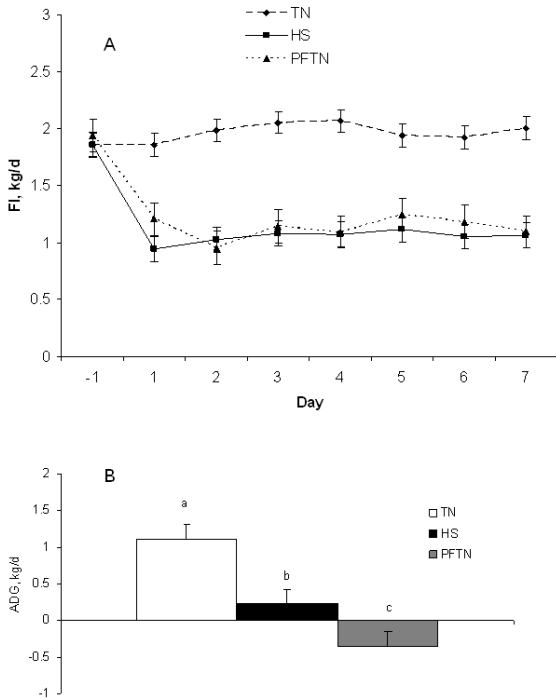 A
TN
HS
PFTN
3
2.5
2
1.5
1
0.5
0
FI, kg/d
-1 1 2 3 4 5 6 7
Day
B
2
1.5
1
0.5
0
-0.5
-1
ADG, kg/d
a
b
c
TN
HS
PFTN